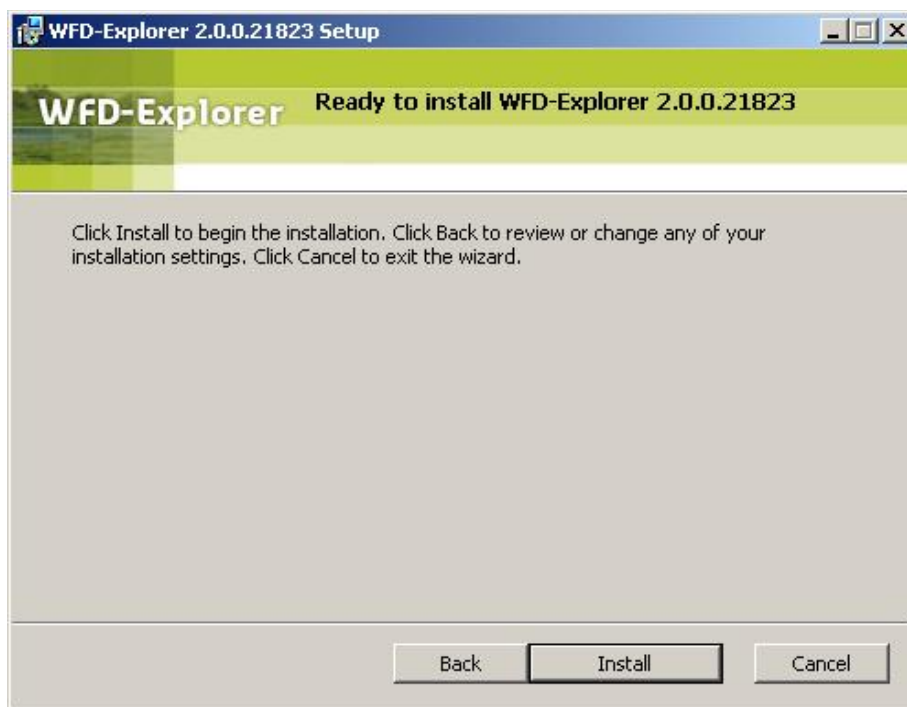 WFD-Explorer 2.0.0.21823 Setup
WFD-Explorer
Ready to install WFD-Explorer 2.0.0.21823
Click Install to begin the installation. Click Back to review or change any of your
installation settings. Click Cancel to exit the wizard.
Back
Install
Cancel